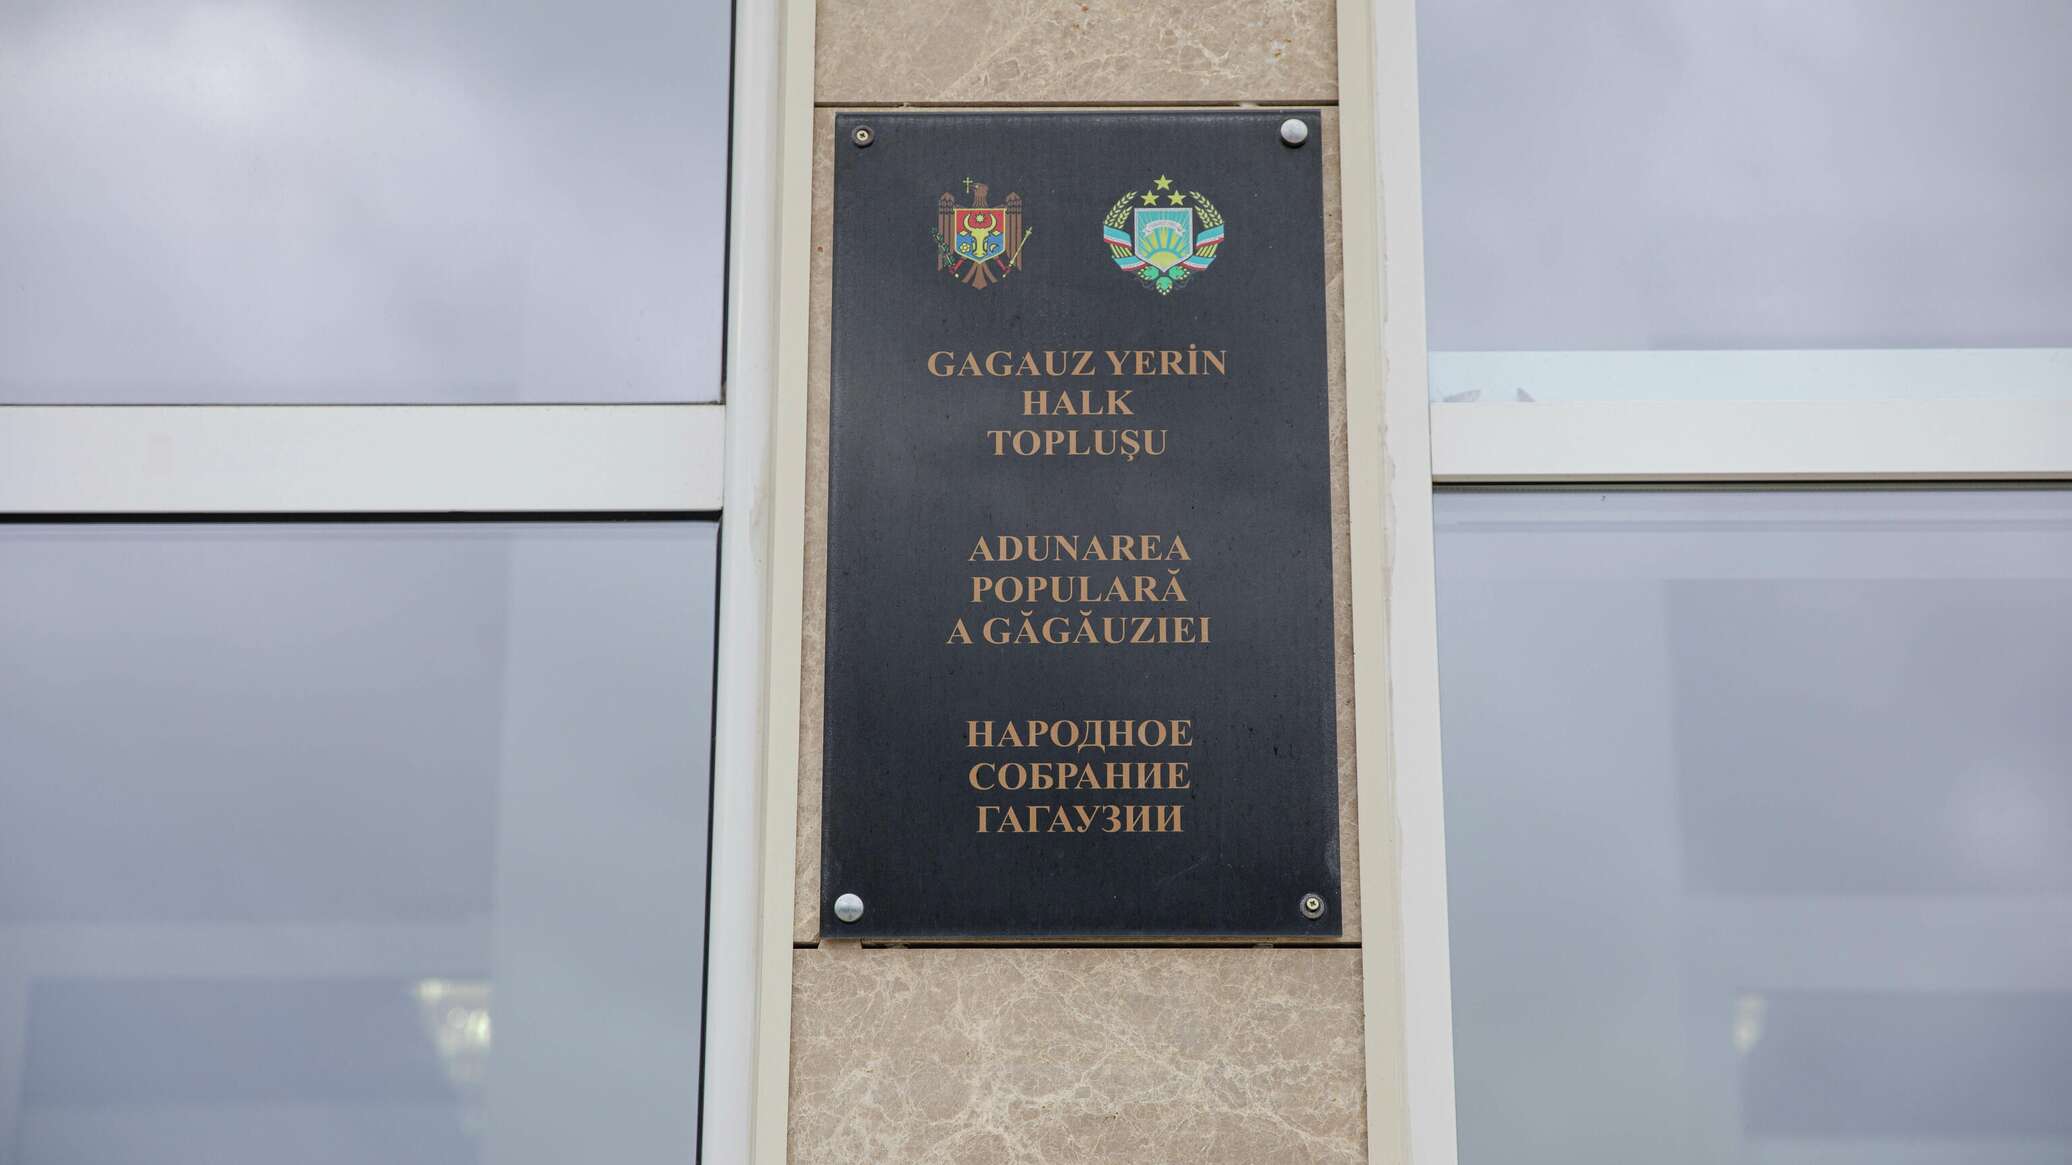 GAGAUZ YERİN
HALK
TOPLUŞU
ADUNAREA
POPULARĂ
A GĂGĂUZIEI
НАРОДНОЕ
СОБРАНИЕ
ГАГАУЗИИ